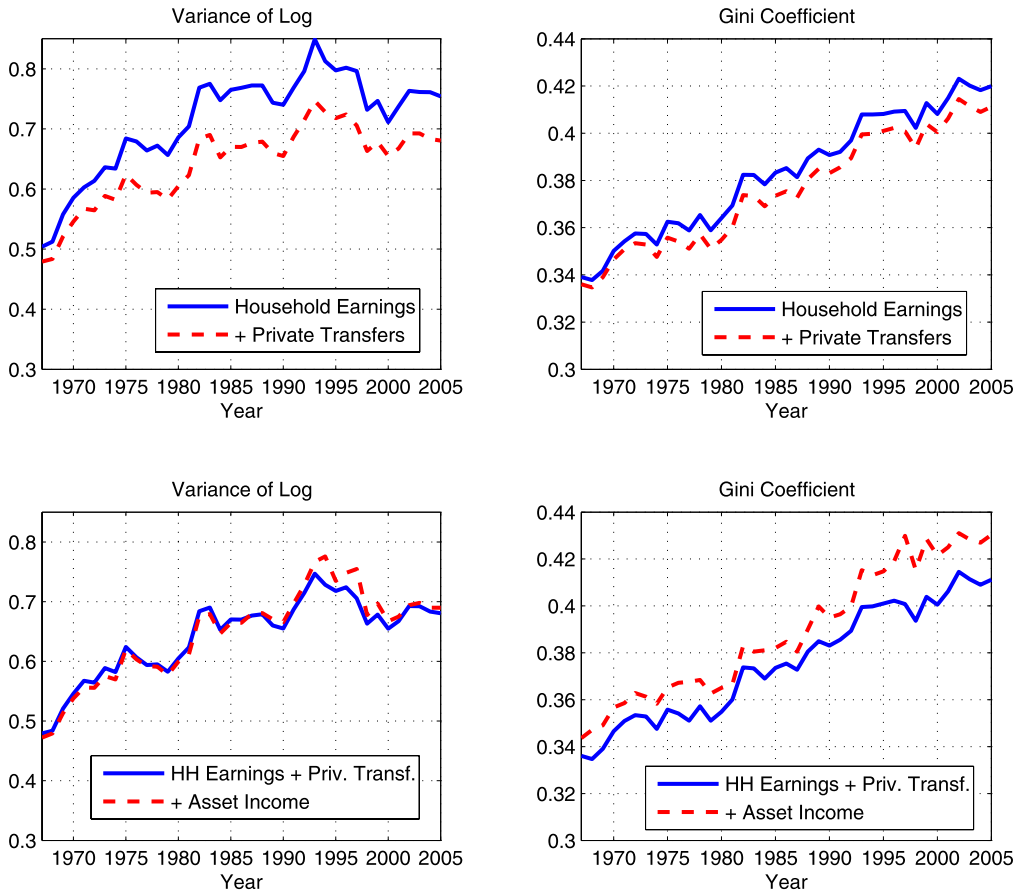 Variance of Log
0.8
0.7
0.6
0.5
0.4
0.3
Household Earnings
+ Private Transfers
1970 1975 1980 1985 1990 1995 2000 2005
Year
Gini Coefficient
0.44
0.42
0.4
0.38
0.36
0.34
0.32
0.3
Household Earnings
+ Private Transfers
1970 1975 1980 1985 1990 1995 2000 2005
Year
Variance of Log
0.8
0.7
0.6
0.5
0.4
0.3
HH Earnings + Priv. Transf.
+ Asset Income
1970 1975 1980 1985 1990 1995 2000 2005
Year
Gini Coefficient
0.44
0.42
0.4
0.38
0.36
0.34
0.32
0.3
HH Earnings + Priv. Transf.
+ Asset Income
1970 1975 1980 1985 1990 1995 2000 2005
Year